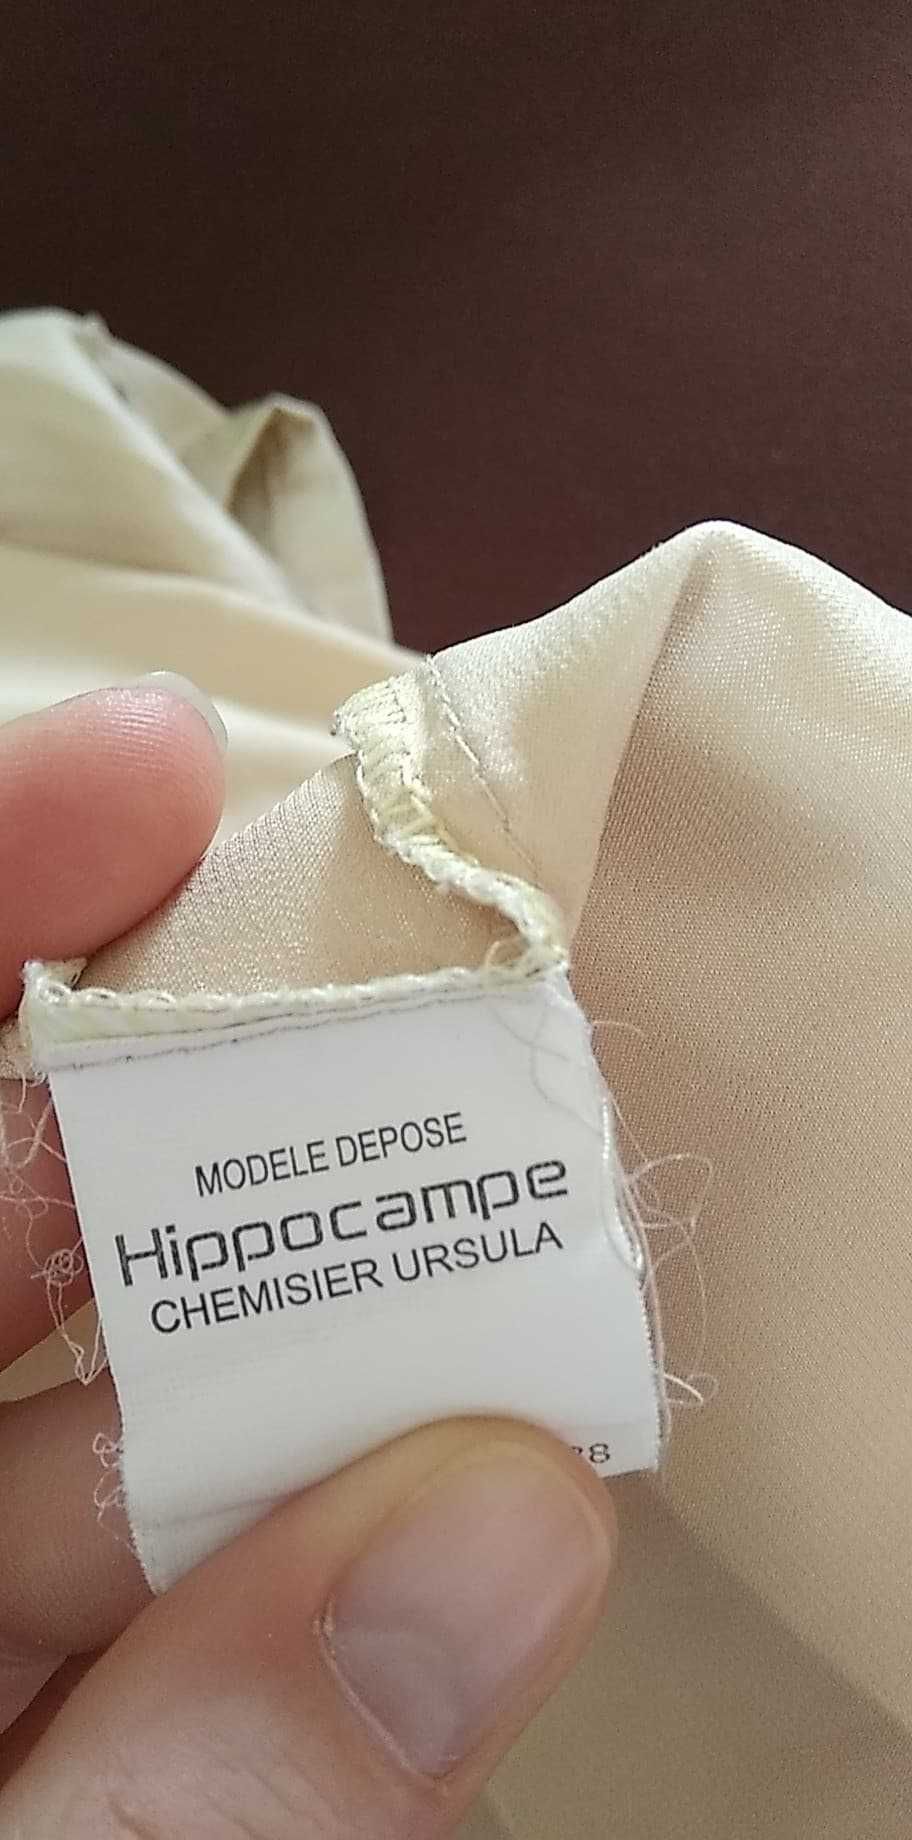 MODELE DEPOSE
Hippocampe
CHEMISIER URSULA